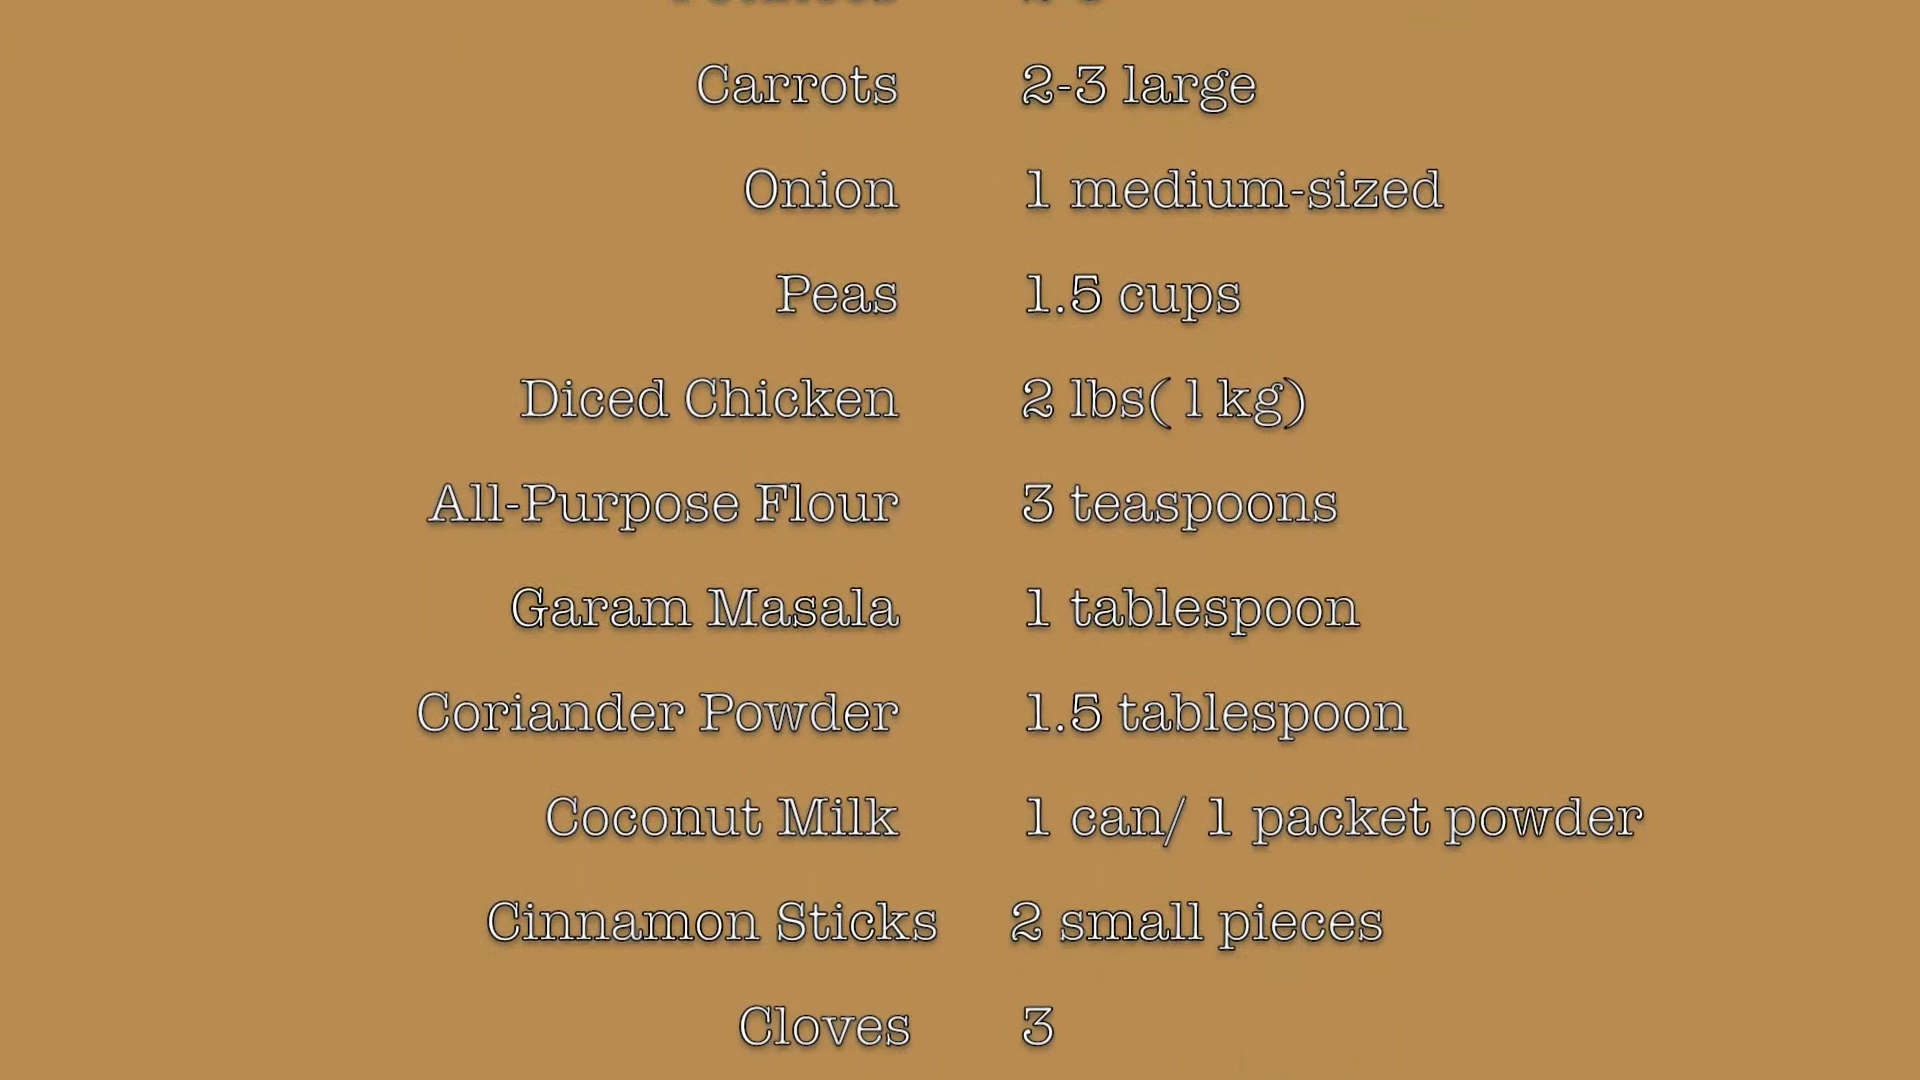 Carrots 2-3 large
Onion 1 medium-sized
Peas 1.5 cups
Diced Chicken 2 lbs( 1 kg)
All-Purpose Flour 3 teaspoons
Garam Masala 1 tablespoon
Coriander Powder 1.5 tablespoon
Coconut Milk 1 can/ 1 packet powder
Cinnamon Sticks 2 small pieces
Cloves 3